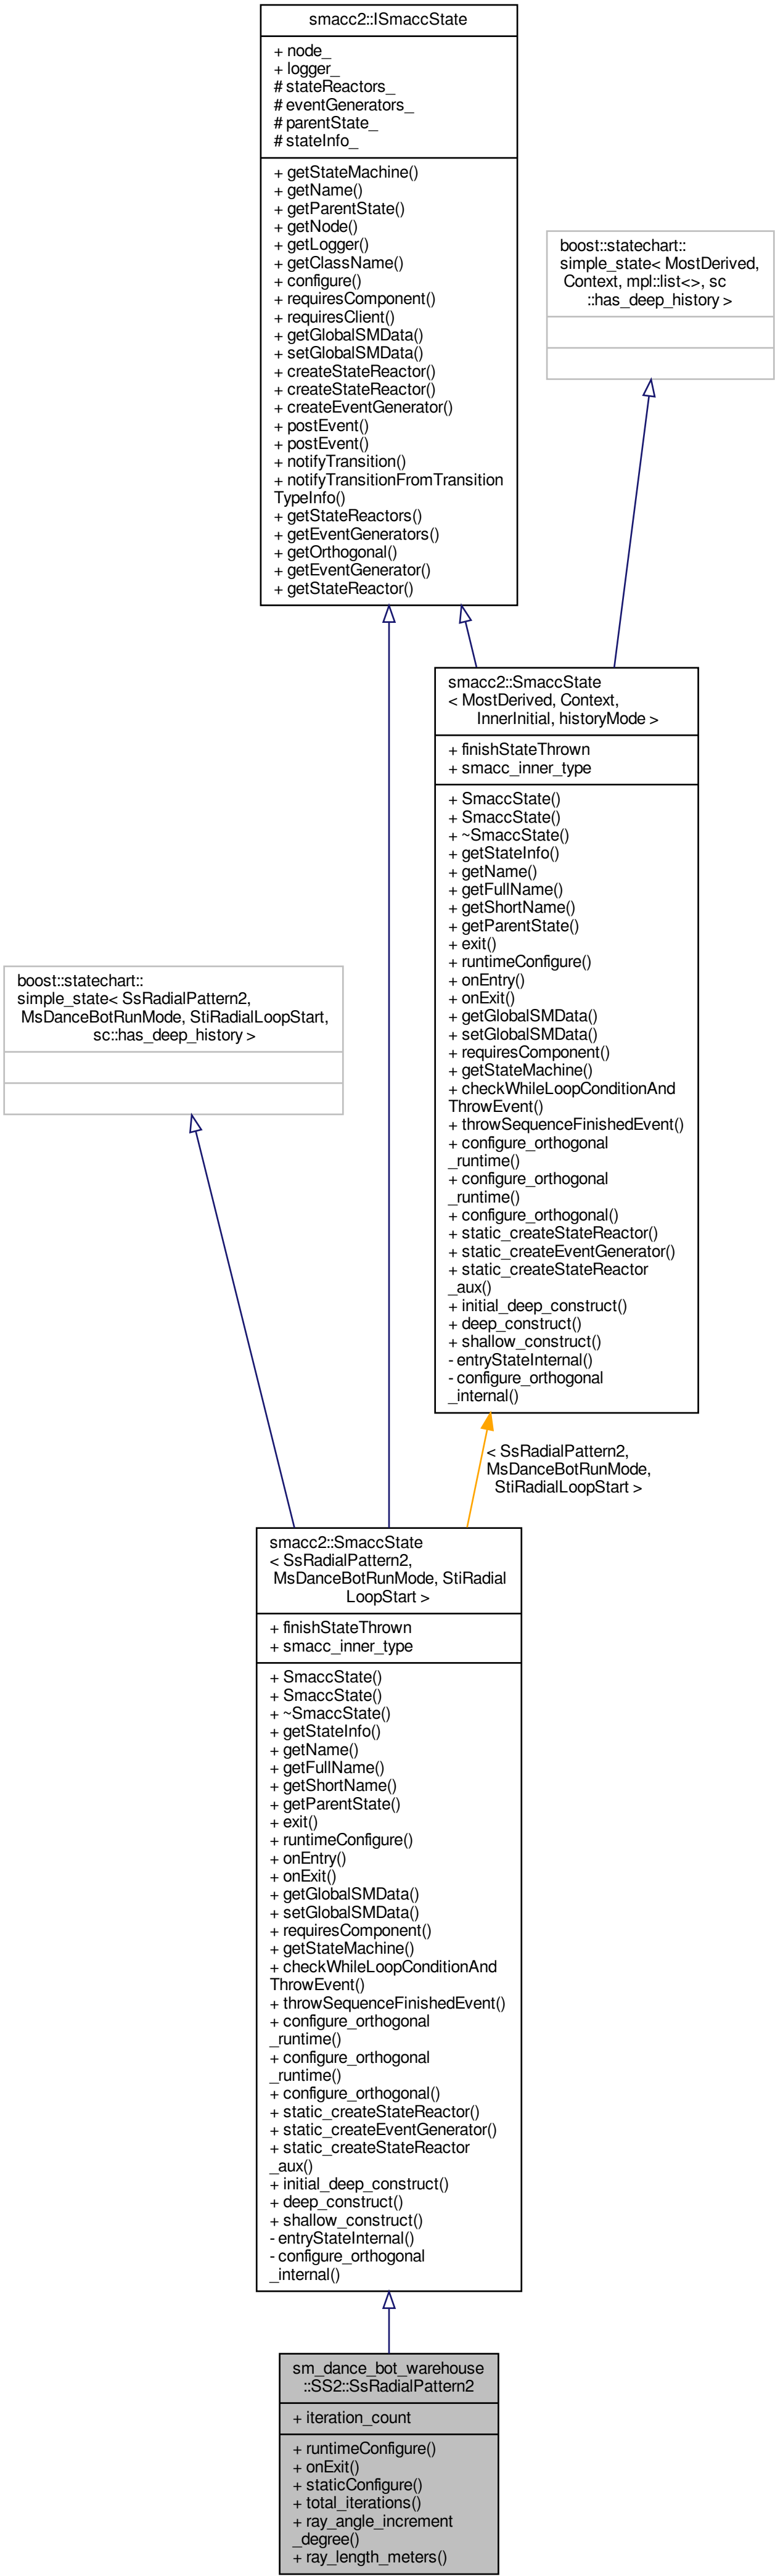 smacc2::ISmaccState
+ node_
+ logger_
# stateReactors_
# eventGenerators_
# parentState_
# stateInfo_
+ getStateMachine()
+ getName()
+ getParentState()
+ getNode()
+ getLogger()
+ getClassName()
+ configure()
+ requiresComponent()
+ requiresClient()
+ getGlobalSMData()
+ setGlobalSMData()
+ createStateReactor()
+ createStateReactor()
+ createEventGenerator()
+ postEvent()
+ postEvent()
+ notifyTransition()
+ notifyTransitionFromTransition
TypeInfo()
+ getStateReactors()
+ getEventGenerators()
+ getOrthogonal()
+ getEventGenerator()
+ getStateReactor()
boost::statechart::
simple_state< MostDerived,
Context, mpl::list<>, sc
::has_deep_history >
smacc2::SmaccState
< MostDerived, Context,
InnerInitial, historyMode >
+ finishStateThrown
+ smacc_inner_type
+ SmaccState()
+ SmaccState()
+ ~SmaccState()
+ getStateInfo()
+ getName()
+ getFullName()
+ getShortName()
+ getParentState()
+ exit()
+ runtimeConfigure()
+ onEntry()
+ onExit()
+ getGlobalSMData()
+ setGlobalSMData()
+ requiresComponent()
+ getStateMachine()
+ checkWhileLoopConditionAnd
ThrowEvent()
+ throwSequenceFinishedEvent()
+ configure_orthogonal
_runtime()
+ configure_orthogonal
_runtime()
+ configure_orthogonal()
+ static_createStateReactor()
+ static_createEventGenerator()
+ static_createStateReactor
_aux()
+ initial_deep_construct()
+ deep_construct()
+ shallow_construct()
- entryStateInternal()
- configure_orthogonal
_internal()
boost::statechart::
simple_state< SsRadialPattern2,
MsDanceBotRunMode, StiRadialLoopStart,
sc::has_deep_history >
< SsRadialPattern2,
MsDanceBotRunMode,
StiRadialLoopStart >
smacc2::SmaccState
< SsRadialPattern2,
MsDanceBotRunMode, StiRadial
LoopStart >
+ finishStateThrown
+ smacc_inner_type
+ SmaccState()
+ SmaccState()
+ ~SmaccState()
+ getStateInfo()
+ getName()
+ getFullName()
+ getShortName()
+ getParentState()
+ exit()
+ runtimeConfigure()
+ onEntry()
+ onExit()
+ getGlobalSMData()
+ setGlobalSMData()
+ requiresComponent()
+ getStateMachine()
+ checkWhileLoopConditionAnd
ThrowEvent()
+ throwSequenceFinishedEvent()
+ configure_orthogonal
_runtime()
+ configure_orthogonal
_runtime()
+ configure_orthogonal()
+ static_createStateReactor()
+ static_createEventGenerator()
+ static_createStateReactor
_aux()
+ initial_deep_construct()
+ deep_construct()
+ shallow_construct()
- entryStateInternal()
- configure_orthogonal
_internal()
sm_dance_bot_warehouse
::SS2::SsRadialPattern2
+ iteration_count
+ runtimeConfigure()
+ onExit()
+ staticConfigure()
+ total_iterations()
+ ray_angle_increment
_degree()
+ ray_length_meters()